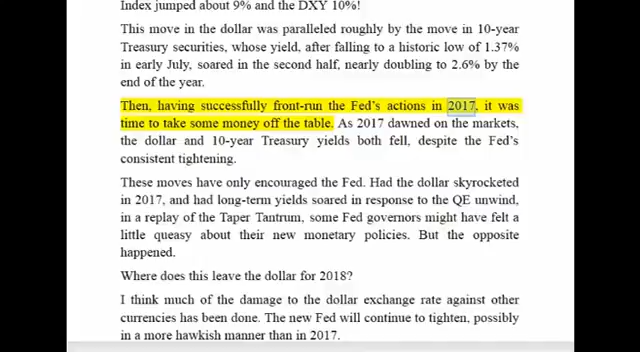 Index jumped about 9% and the DXY 10%!
This move in the dollar was paralleled roughly by the move in 10-year
Treasury securities, whose yield, after falling to a historic low of 1.37%
in early July, soared in the second half, nearly doubling to 2.6% by the
end of the year.
Then, having successfully front-run the Fed's actions in 2017, it was
time to take some money off the table. As 2017 dawned on the markets,
the dollar and 10-year Treasury yields both fell, despite the Fed's
consistent tightening.
These moves have only encouraged the Fed. Had the dollar skyrocketed
in 2017, and had long-term yields soared in response to the QE unwind,
in a replay of the Taper Tantrum, some Fed governors might have felt a
little queasy about their new monetary policies. But the opposite
happened.
Where does this leave the dollar for 2018?
I think much of the damage to the dollar exchange rate against other
currencies has been done. The new Fed will continue to tighten, possibly
in a more hawkish manner than in 2017.